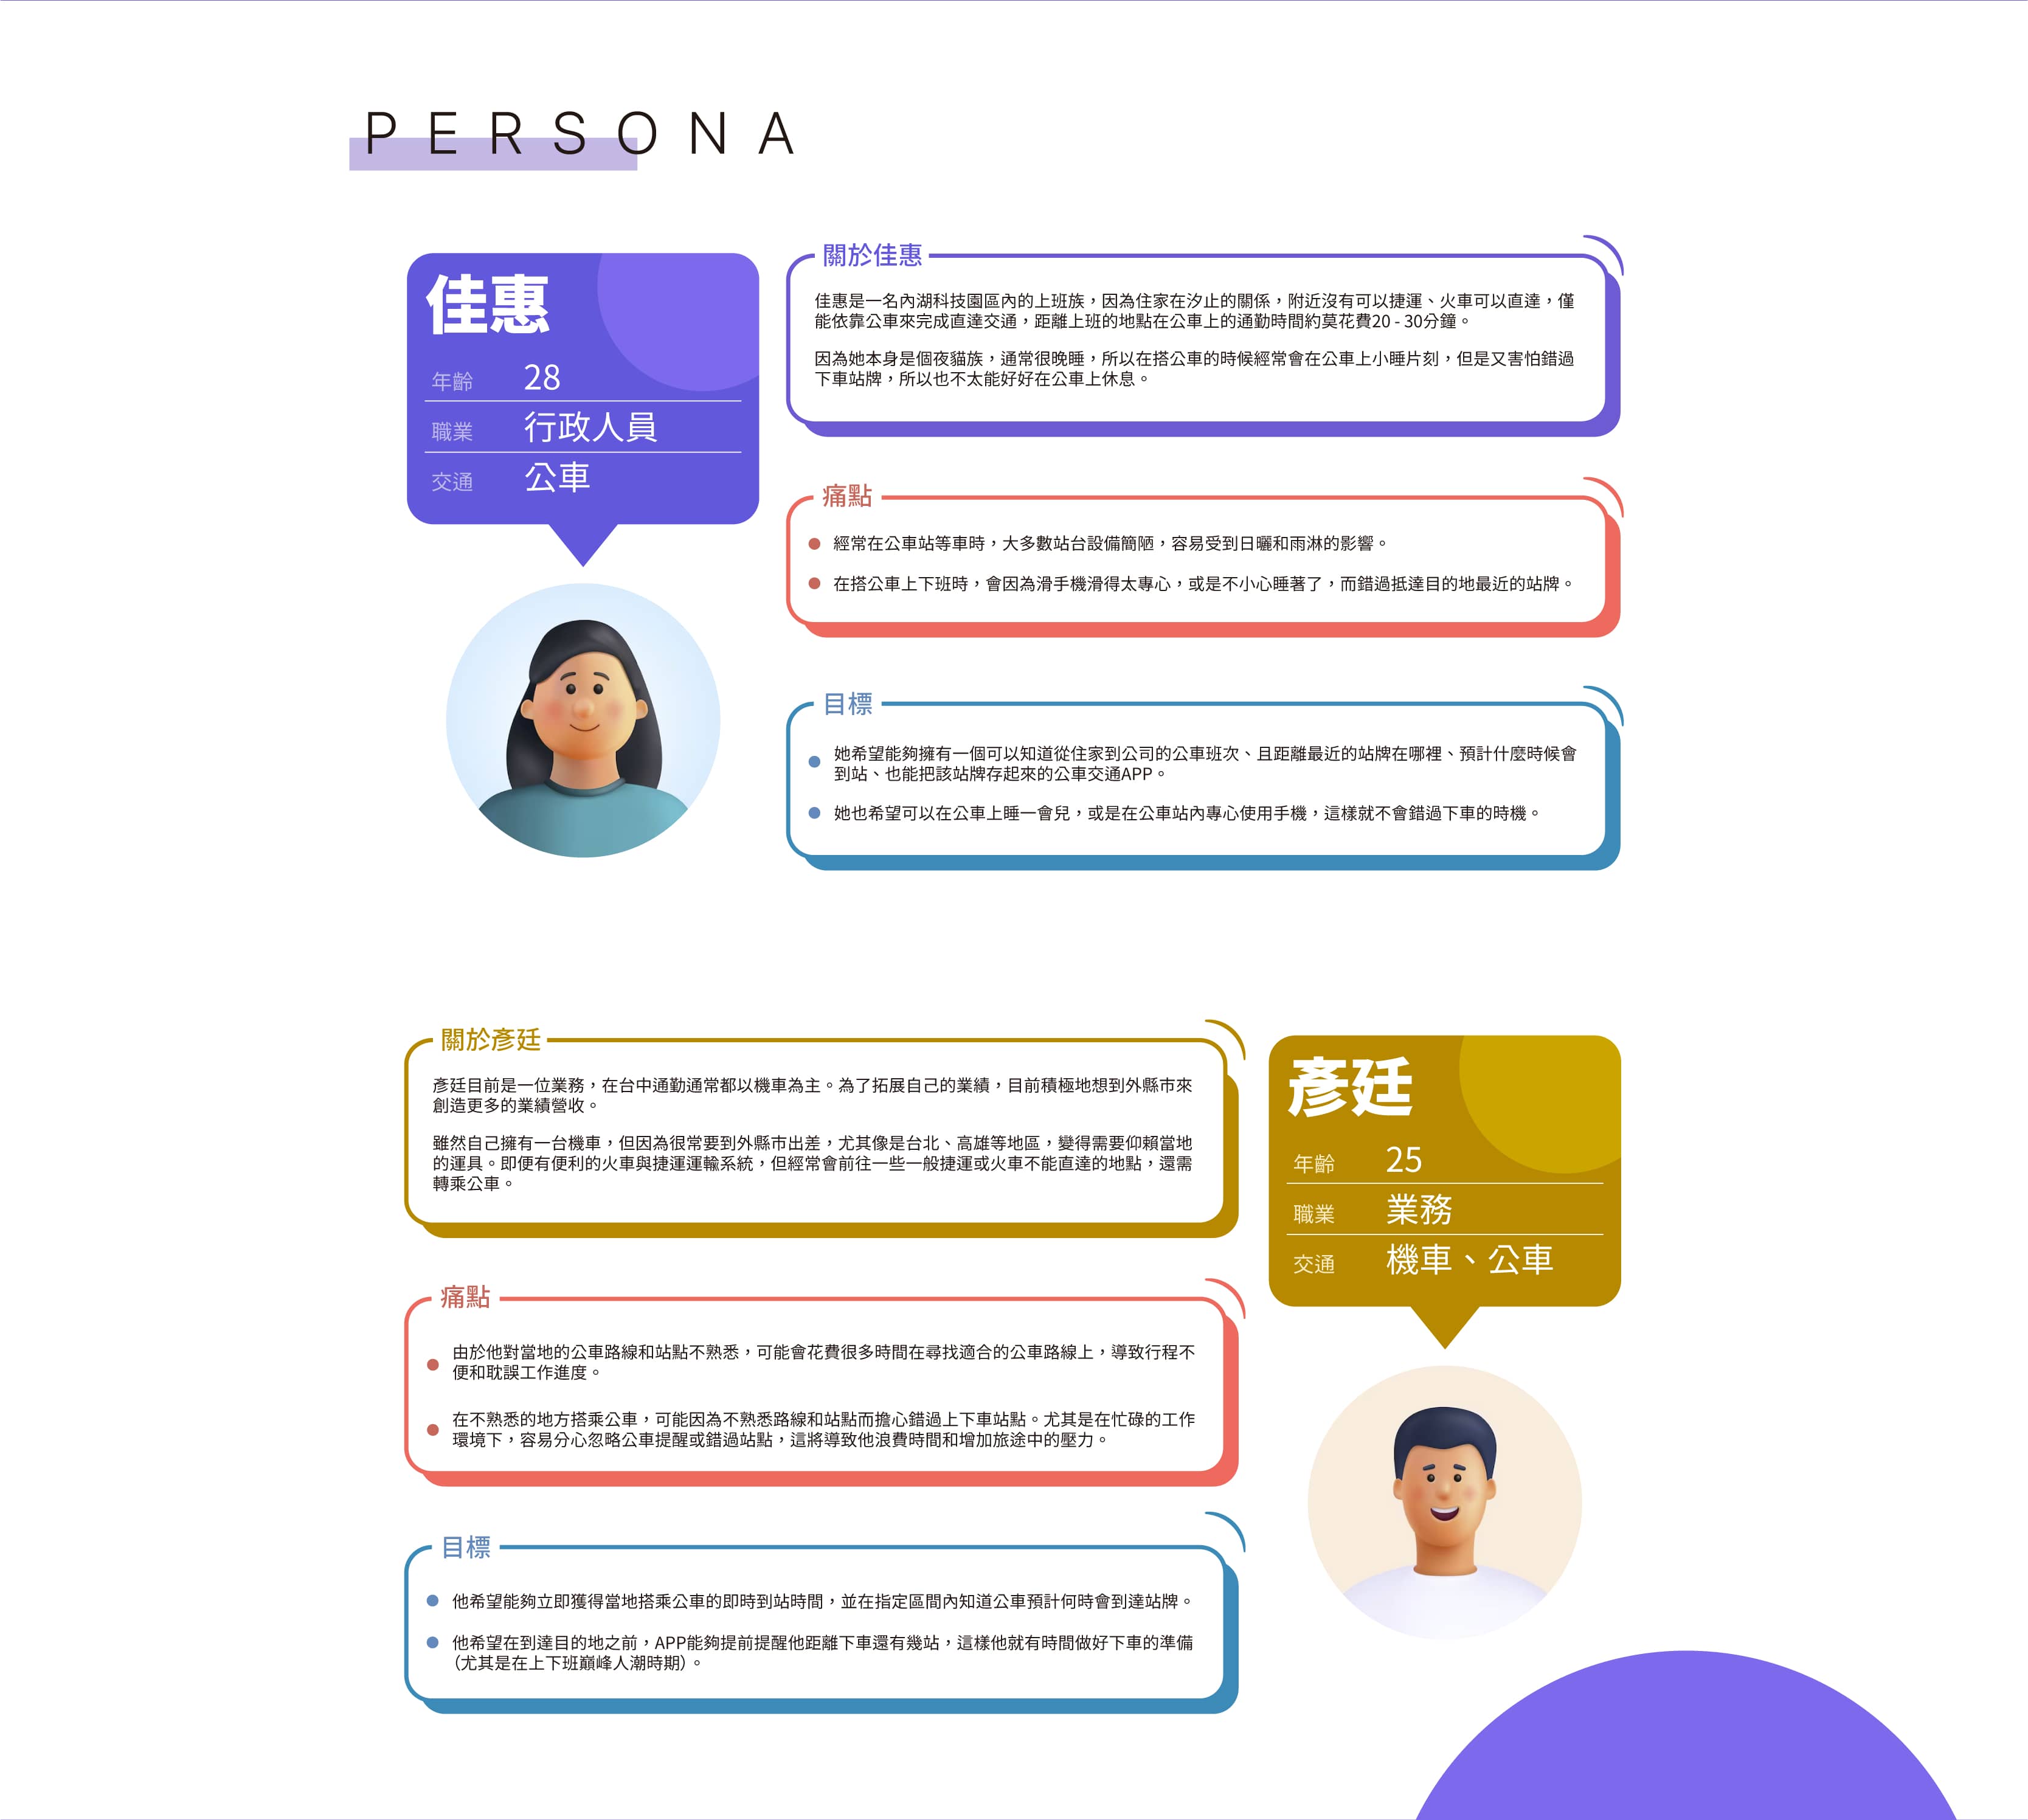 PERSONA
佳惠
年齡 28
職業 行政人員
交通 公車
關於佳惠
佳惠是一名內湖科技園區內的上班族，因為住家在汐止的關係，附近沒有可以捷運、火車可以直達，僅
能依靠公車來完成直達交通，距離上班的地點在公車上的通勤時間約莫花費20 - 30分鐘。
因為她本身是個夜貓族，通常很晚睡，所以在搭公車的時候經常會在公車上小睡片刻，但是又害怕錯過
下車站牌，所以也不太能好好在公車上休息。
痛點
經常在公車站等車時，大多數站台設備簡陋，容易受到日曬和雨淋的影響。
在搭公車上下班時，會因為滑手機滑得太專心，或是不小心睡著了，而錯過抵達目的地最近的站牌。
目標
她希望能夠擁有一個可以知道從住家到公司的公車班次、且距離最近的站牌在哪裡、預計什麼時候會
到站、也能把該站牌存起來的公車交通APP。
她也希望可以在公車上睡一會兒，或是在公車站內專心使用手機，這樣就不會錯過下車的時機。
關於彥廷
彥廷目前是一位業務，在台中通勤通常都以機車為主。為了拓展自己的業績，目前積極地想到外縣市來
創造更多的業績營收。
雖然自己擁有一台機車，但因為很常要到外縣市出差，尤其像是台北、高雄等地區，變得需要仰賴當地
的運具。即便有便利的火車與捷運運輸系統，但經常會前往一些一般捷運或火車不能直達的地點，還需
轉乘公車。
彥廷
年齡 25
職業 業務
交通 機車、公車
痛點
由於他對當地的公車路線和站點不熟悉，可能會花費很多時間在尋找適合的公車路線上，導致行程不
便和耽誤工作進度。
在不熟悉的地方搭乘公車，可能因為不熟悉路線和站點而擔心錯過上下車站點。尤其是在忙碌的工作
環境下，容易分心忽略公車提醒或錯過站點，這將導致他浪費時間和增加旅途中的壓力。
目標
他希望能夠立即獲得當地搭乘公車的即時到站時間，並在指定區間內知道公車預計何時會到達站牌。
他希望在到達目的地之前，APP能夠提前提醒他距離下車還有幾站，這樣他就有時間做好下車的準備
（尤其是在上下班巔峰人潮時期）。